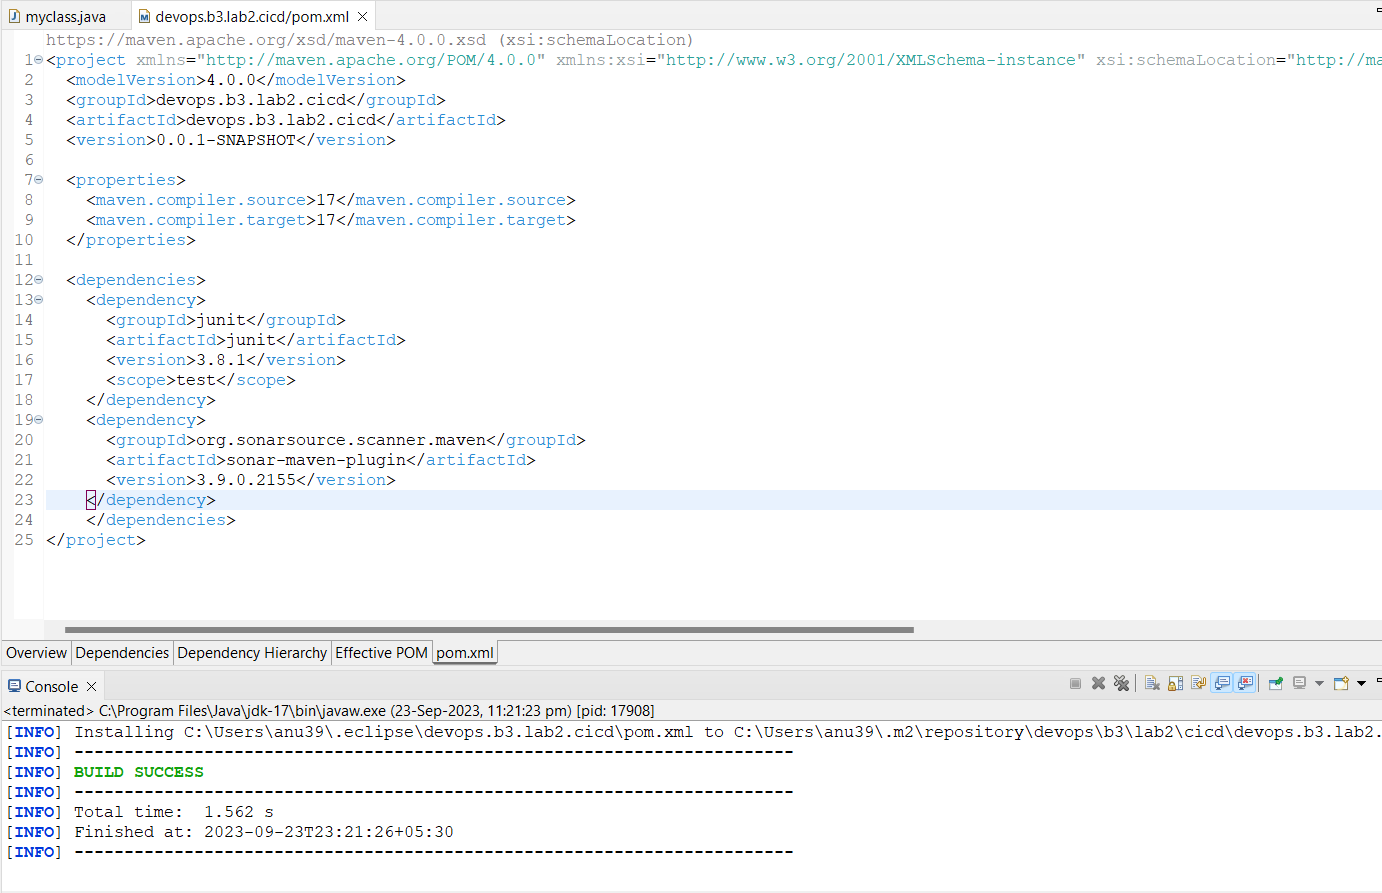 myclass.java devops.b3.lab2.cicd/pom.xml
https://maven.apache.org/xsd/maven-4.0.0.xsd (xsi:schemaLocation)
1 <project xmlns="http://maven.apache.org/POM/4.0.0" xmlns:xsi="http://www.w3.org/2001/XMLSchema-instance" xsi:schemaLocation="http://ma
2 <modelVersion>4.0.0</modelVersion>
3 <groupId>devops.b3.lab2.cicd</groupId>
4 <artifactId>devops.b3.lab2.cicd</artifactId>
5 <version>0.0.1-SNAPSHOT</version>
6
7 <properties>
8 <maven.compiler.source>17</maven.compiler.source>
9 <maven.compiler.target>17</maven.compiler.target>
10 </properties>
11
12 <dependencies>
13 <dependency>
14 <groupId>junit</groupId>
15 <artifactId>junit</artifactId>
16 <version>3.8.1</version>
17 <scope>test</scope>
18 </dependency>
19 <dependency>
20 <groupId>org.sonarsource.scanner.maven</groupId>
21 <artifactId>sonar-maven-plugin</artifactId>
22 <version>3.9.0.2155</version>
23 </dependency>
24 </dependencies>
25 </project>
Overview Dependencies Dependency Hierarchy Effective POM pom.xml
Console
<terminated> C:\Program Files\Java\jdk-17\bin\javaw.exe (23-Sep-2023, 11:21:23 pm) [pid: 17908]
[INFO] Installing C:\Users\anu39\.eclipse\devops.b3.lab2.cicd\pom.xml to C:\Users\anu39\.m2\repository\devops\b3\lab2\cicd\devops.b3.lab2.
[INFO] ------------------------------------------------------------------------
[INFO] BUILD SUCCESS
[INFO] ------------------------------------------------------------------------
[INFO] Total time:  1.562 s
[INFO] Finished at: 2023-09-23T23:21:26+05:30
[INFO] ------------------------------------------------------------------------